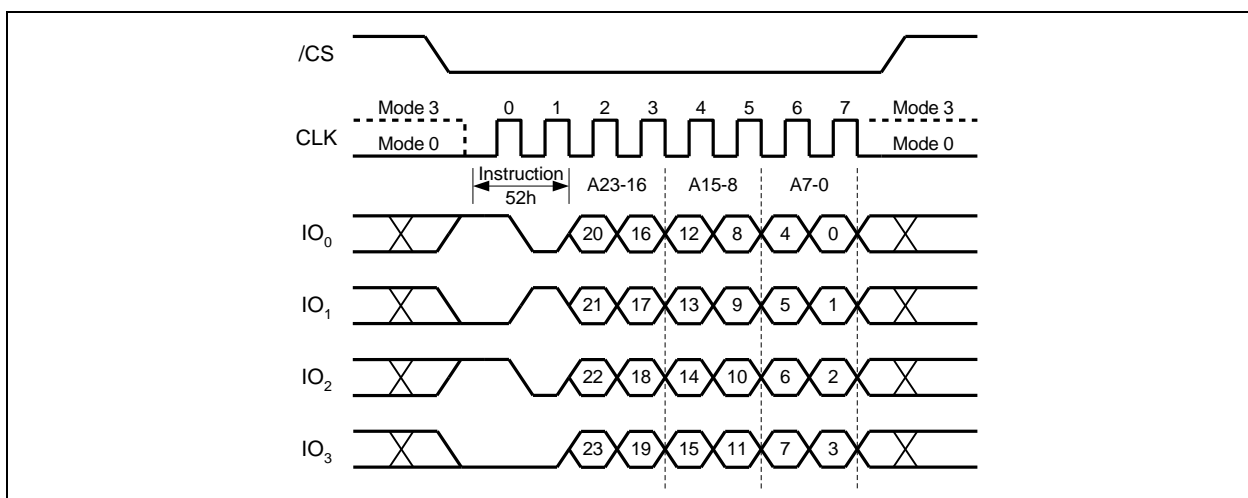 /CS
Mode 3 0 1 2 3 4 5 6 7 Mode 3
CLK
Mode 0 Mode 0
Instruction A23-16 A15-8 A7-0
52h
IO0 20 16 12 8 4 0
IO1 21 17 13 9 5 1
IO2 22 18 14 10 6 2
IO3 23 19 15 11 7 3